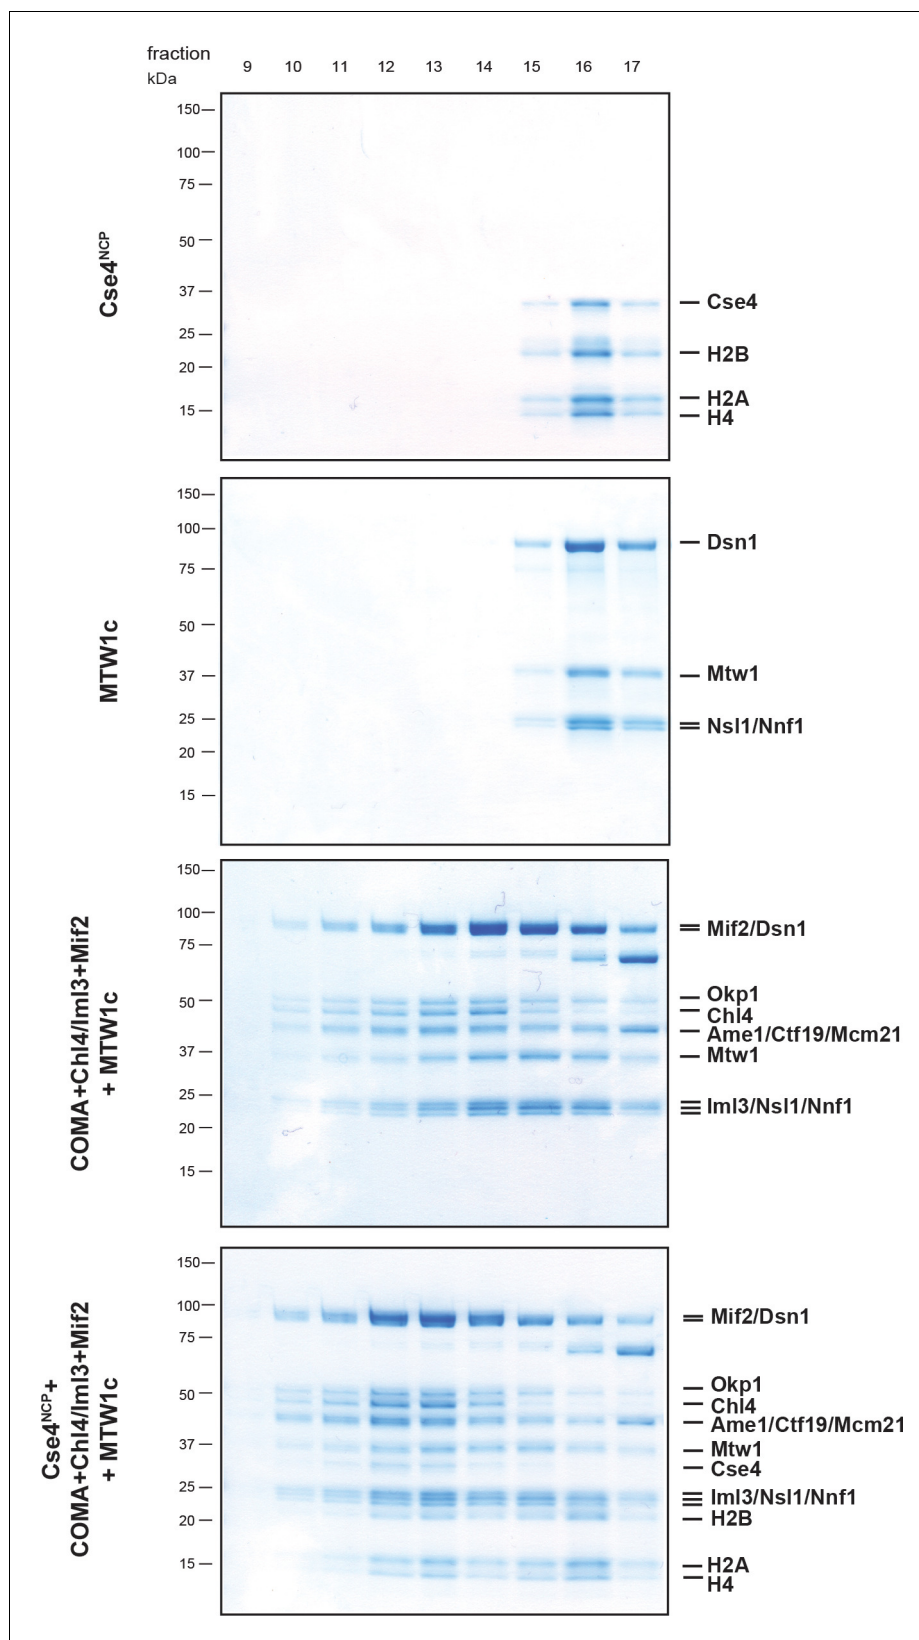 fraction
kDa
9 10 11 12 13 14 15 16 17
Cse4NCP
150
100
75
50
37
25
20
15
Cse4
H2B
H2A
H4
MTW1c
150
100
75
50
37
25
20
15
Dsn1
Mtw1
Nsl1/Nnf1
COMA+Chl4/Iml3+Mif2
+ MTW1c
150
100
75
50
37
25
20
15
Mif2/Dsn1
Okp1
Chl4
Ame1/Ctf19/Mcm21
Mtw1
Iml3/Nsl1/Nnf1
Cse4NCP+
COMA+Chl4/Iml3+Mif2
+ MTW1c
150
100
75
50
37
25
20
15
Mif2/Dsn1
Okp1
Chl4
Ame1/Ctf19/Mcm21
Mtw1
Cse4
Iml3/Nsl1/Nnf1
H2B
H2A
H4